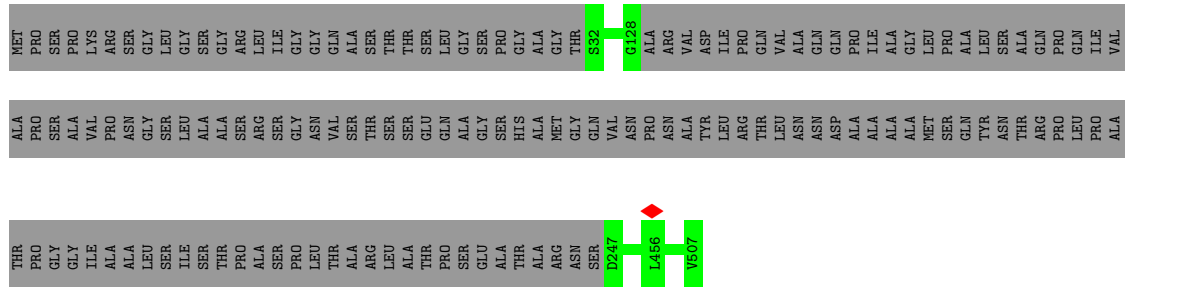 MET PRO SER PRO LYS ARG SER GLY LEU GLY SER GLY ARG LEU ILE GLY GLY GLN ALA SER THR THR SER LEU GLY SER PRO GLY ALA GLY THR S32 G128 ALA ARG VAL ASP ILE PRO GLN VAL ALA GLN GLN PRO ILE ALA GLY LEU PRO ALA LEU SER ALA GLN PRO GLN ILE VAL
ALA PRO SER ALA VAL PRO ASN GLY SER LEU ALA ALA SER ARG SER GLY ASN VAL SER THR SER SER GLU GLN ALA GLY SER HIS ALA MET GLY GLN VAL ASN PRO ASN ALA TYR LEU ARG THR LEU ASN ASN ASP ALA ALA ALA ALA MET SER GLN TYR ASN THR ARG PRO LEU PRO ALA
THR PRO GLY GLY ILE ALA ALA LEU SER ILE SER THR PRO ALA SER PRO LEU THR ALA ARG LEU ALA THR PRO SER GLU ALA THR ALA ARG ASN SER D247 L456 V507